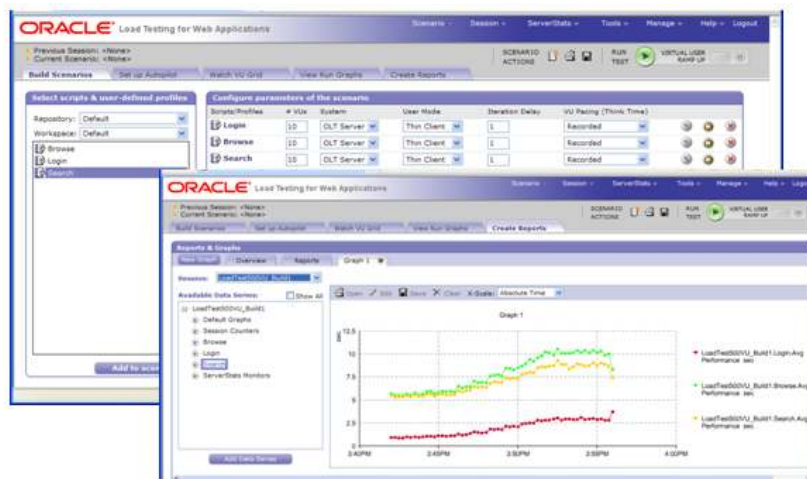 ORACLE Load Testing for Web Applications
Scenario Session ServerStats Tools Manage Help Logout
Previous Session: <None>
Current Scenario: <None>
SCENARIO ACTIONS RUN TEST VIRTUAL USER RAMP UP
Build Scenarios Set up Autopilot Watch VU Grid View Run Graphs Create Reports
Select scripts & user-defined profiles
Configure parameters of the scenario
Repository: Default
Workspace: Default
Browse
Login
Search
Scripts/Profiles # VUs System User Mode Iteration Delay VU Pacing (Think Time)
Login 10 OLT Server Thin Client 1 Recorded
Browse 10 OLT Server Thin Client 1 Recorded
Search 10 OLT Server Thin Client 1 Recorded
Add to scen
ORACLE Load Testing for Web Applications
Scenario Session ServerStats Tools Manage Help Logo
Previous Session: <None>
Current Scenario: <None>
SCENARIO ACTIONS RUN TEST VIRTUAL USER RAMP UP
Build Scenarios Set up Autopilot Watch VU Grid View Run Graphs Create Reports
Reports & Graphs
New Graph Overview Reports Graph 1
Session: LoadTest500VU_Build1
Available Data Series: Show All
LoadTest500VU_Build1
Default Graphs
Session Counters
Browse
Login
Search
ServerStats Monitors
Add Data Series
Open Edit Save Clear X-Scale: Absolute Time
Graph 1
sec
12.5
10
7.5
5
2.5
0
3:40PM 3:45PM 3:50PM 3:55PM 4:00PM
LoadTest500VU_Build1.Login.Avg
Performance sec
LoadTest500VU_Build1.Browse.Avg
Performance sec
LoadTest500VU_Build1.Search.Avg
Performance sec